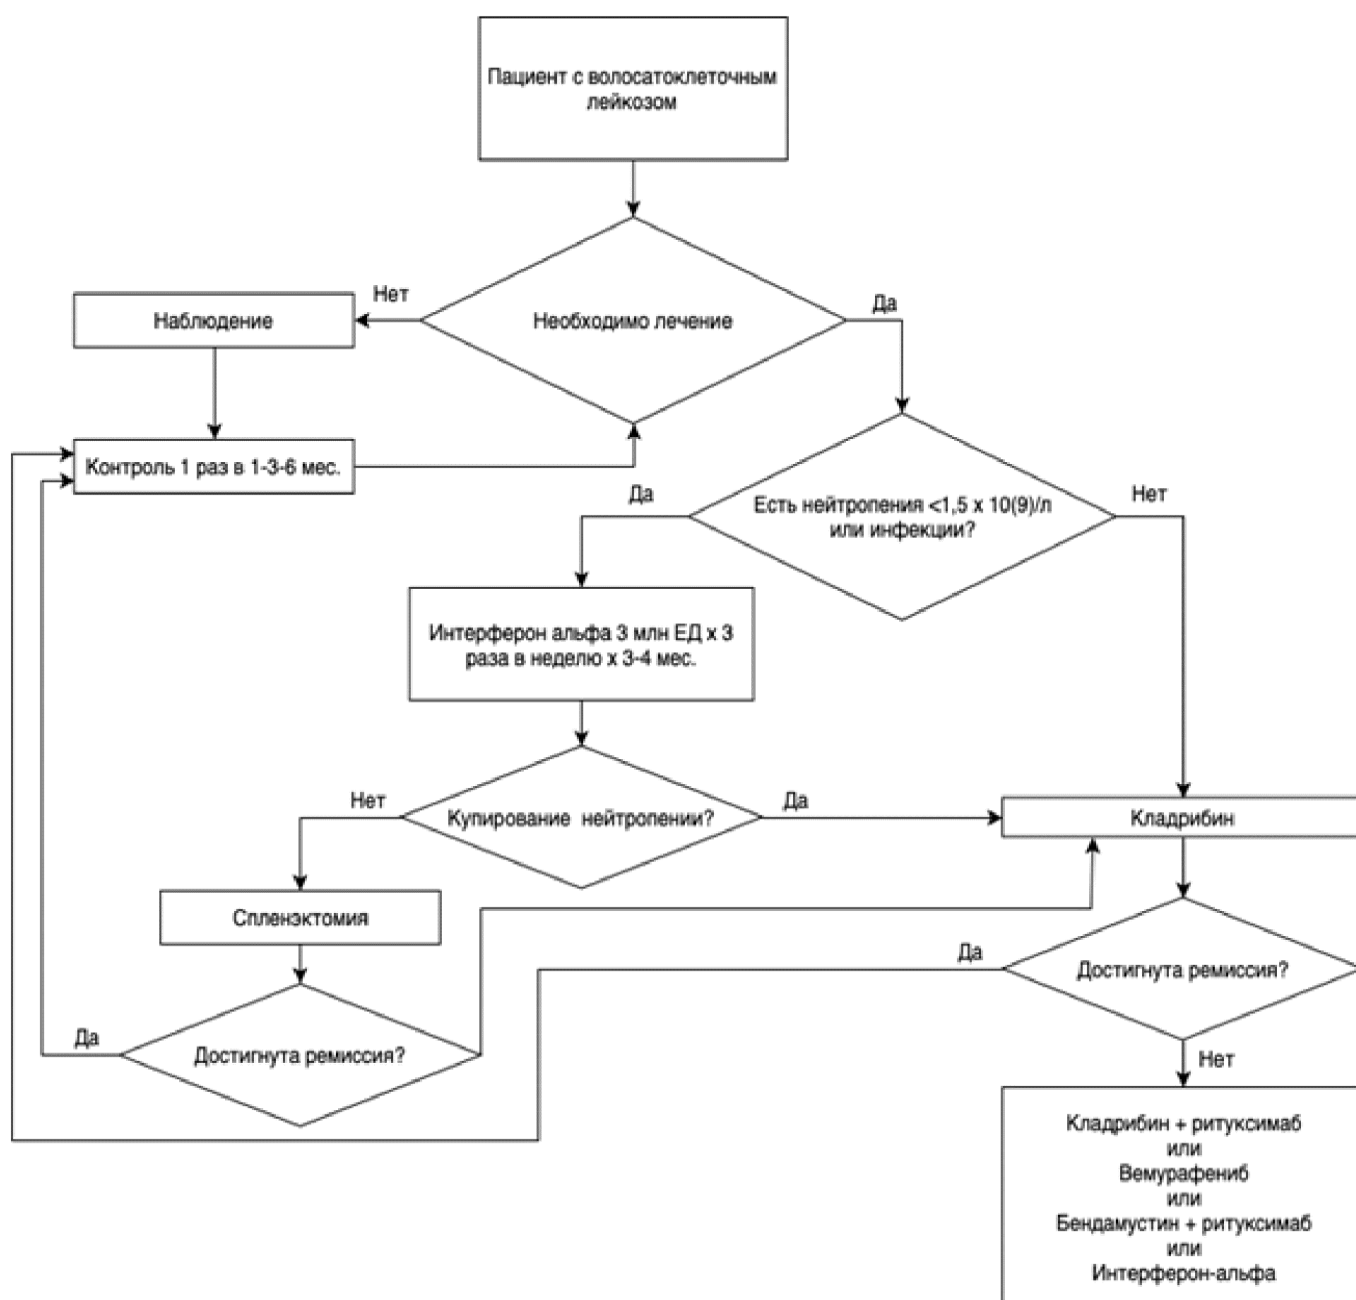 Пациент с волосатоклеточным
лейкозом
Нет
Да
Наблюдение
Необходимо лечение
Контроль 1 раз в 1-3-6 мес.
Да
Есть нейтропения <1,5 x 10(9)/л
или инфекции?
Нет
Интерферон альфа 3 млн ЕД x 3
раза в неделю x 3-4 мес.
Нет
Купирование нейтропении?
Да
Кладрибин
Спленэктомия
Да
Достигнута ремиссия?
Да
Достигнута ремиссия?
Нет
Кладрибин + ритуксимаб
или
Вемурафениб
или
Бендамустин + ритуксимаб
или
Интерферон-альфа